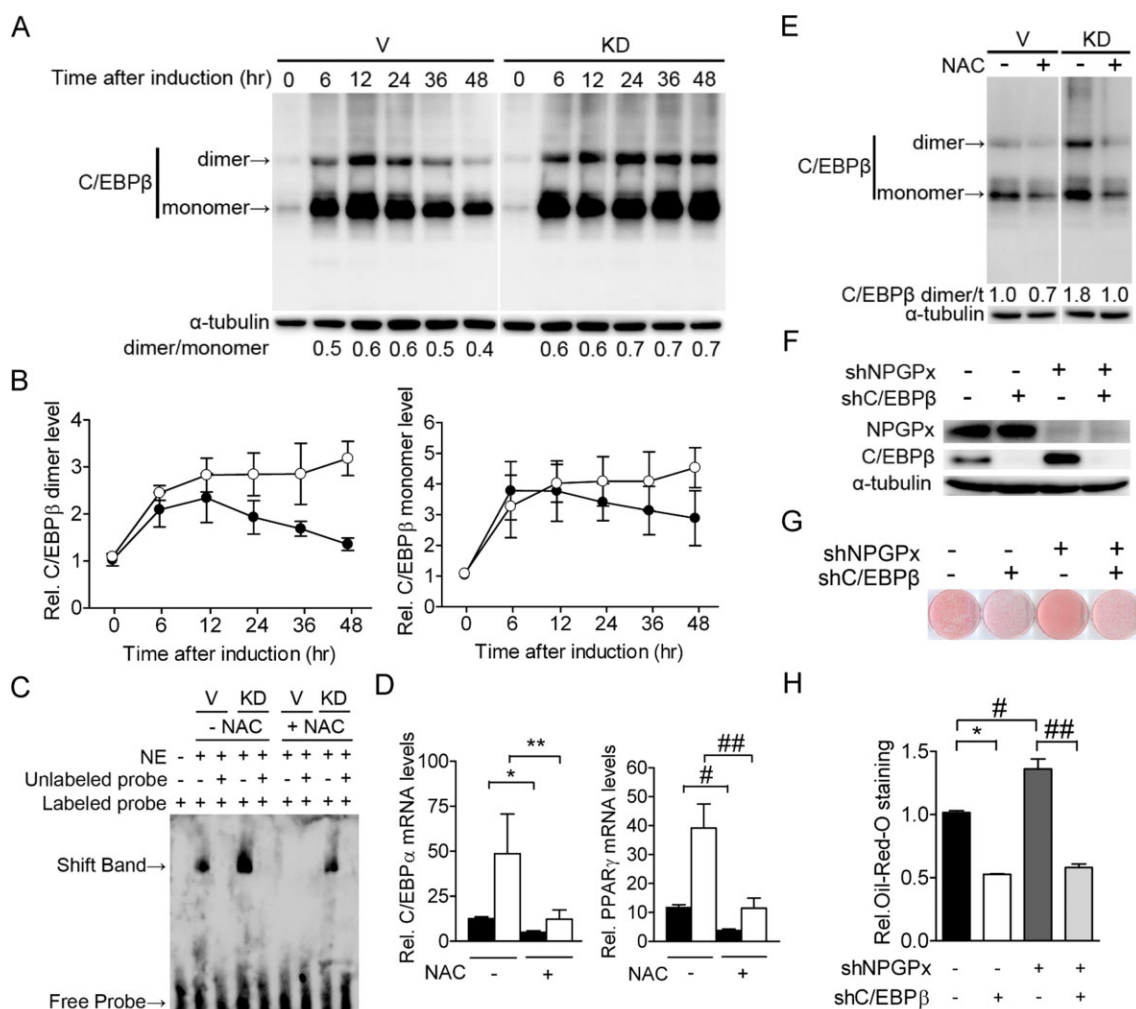 A
V KD
Time after induction (hr) 0 6 12 24 36 48 0 6 12 24 36 48
dimer→
C/EBPβ
monomer→
α-tubulin
dimer/monomer 0.5 0.6 0.6 0.5 0.4 0.6 0.6 0.7 0.7 0.7
B
Rel. C/EBPβ dimer level
4
3
2
1
0
0 6 12 24 36 48
Time after induction (hr)
Rel. C/EBPβ monomer level
6
5
4
3
2
1
0
0 6 12 24 36 48
Time after induction (hr)
C
V KD V KD
- NAC + NAC
NE - + + + + + + + +
Unlabeled probe - - + - + - + - +
Labeled probe + + + + + + + + +
Shift Band→
Free Probe→
D
Rel. C/EBPα mRNA levels
100
75
50
25
0
* **
NAC - +
Rel. PPARγ mRNA levels
60
50
40
30
20
10
0
# ##
NAC - +
E
V KD
NAC - + - +
dimer→
C/EBPβ
monomer→
C/EBPβ dimer/t 1.0 0.7 1.8 1.0
α-tubulin
F
shNPGPx - - + +
shC/EBPβ - + - +
NPGPx
C/EBPβ
α-tubulin
G
shNPGPx - - + +
shC/EBPβ - + - +
H
Rel.Oil-Red-O staining
1.5
1.0
0.5
0.0
# * ##
shNPGPx - - + +
shC/EBPβ - + - +